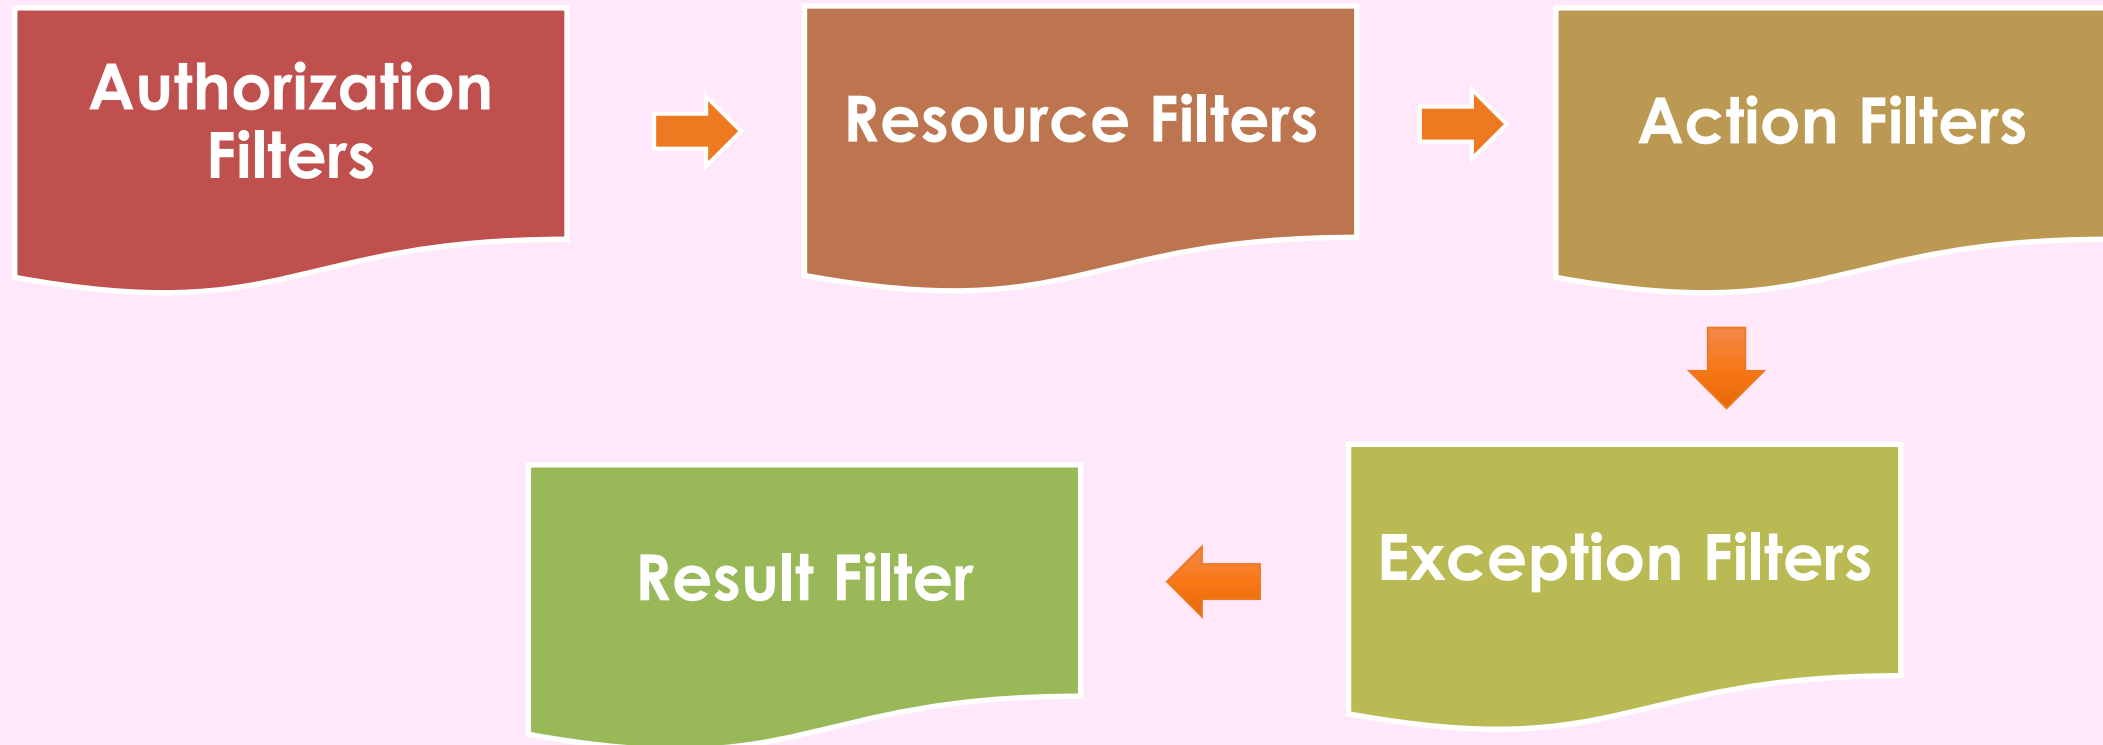 Authorization
Filters
Resource Filters
Action Filters
Exception Filters
Result Filter